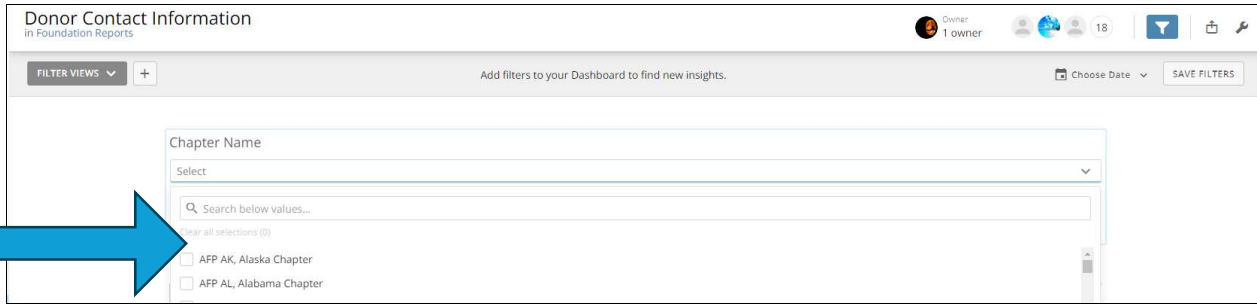 Donor Contact Information
in Foundation Reports
Owner
1 owner
18
FILTER VIEWS
+
Add filters to your Dashboard to find new insights.
Choose Date
SAVE FILTERS
Chapter Name
Select
Search below values...
Clear all selections (0)
AFP AK, Alaska Chapter
AFP AL, Alabama Chapter